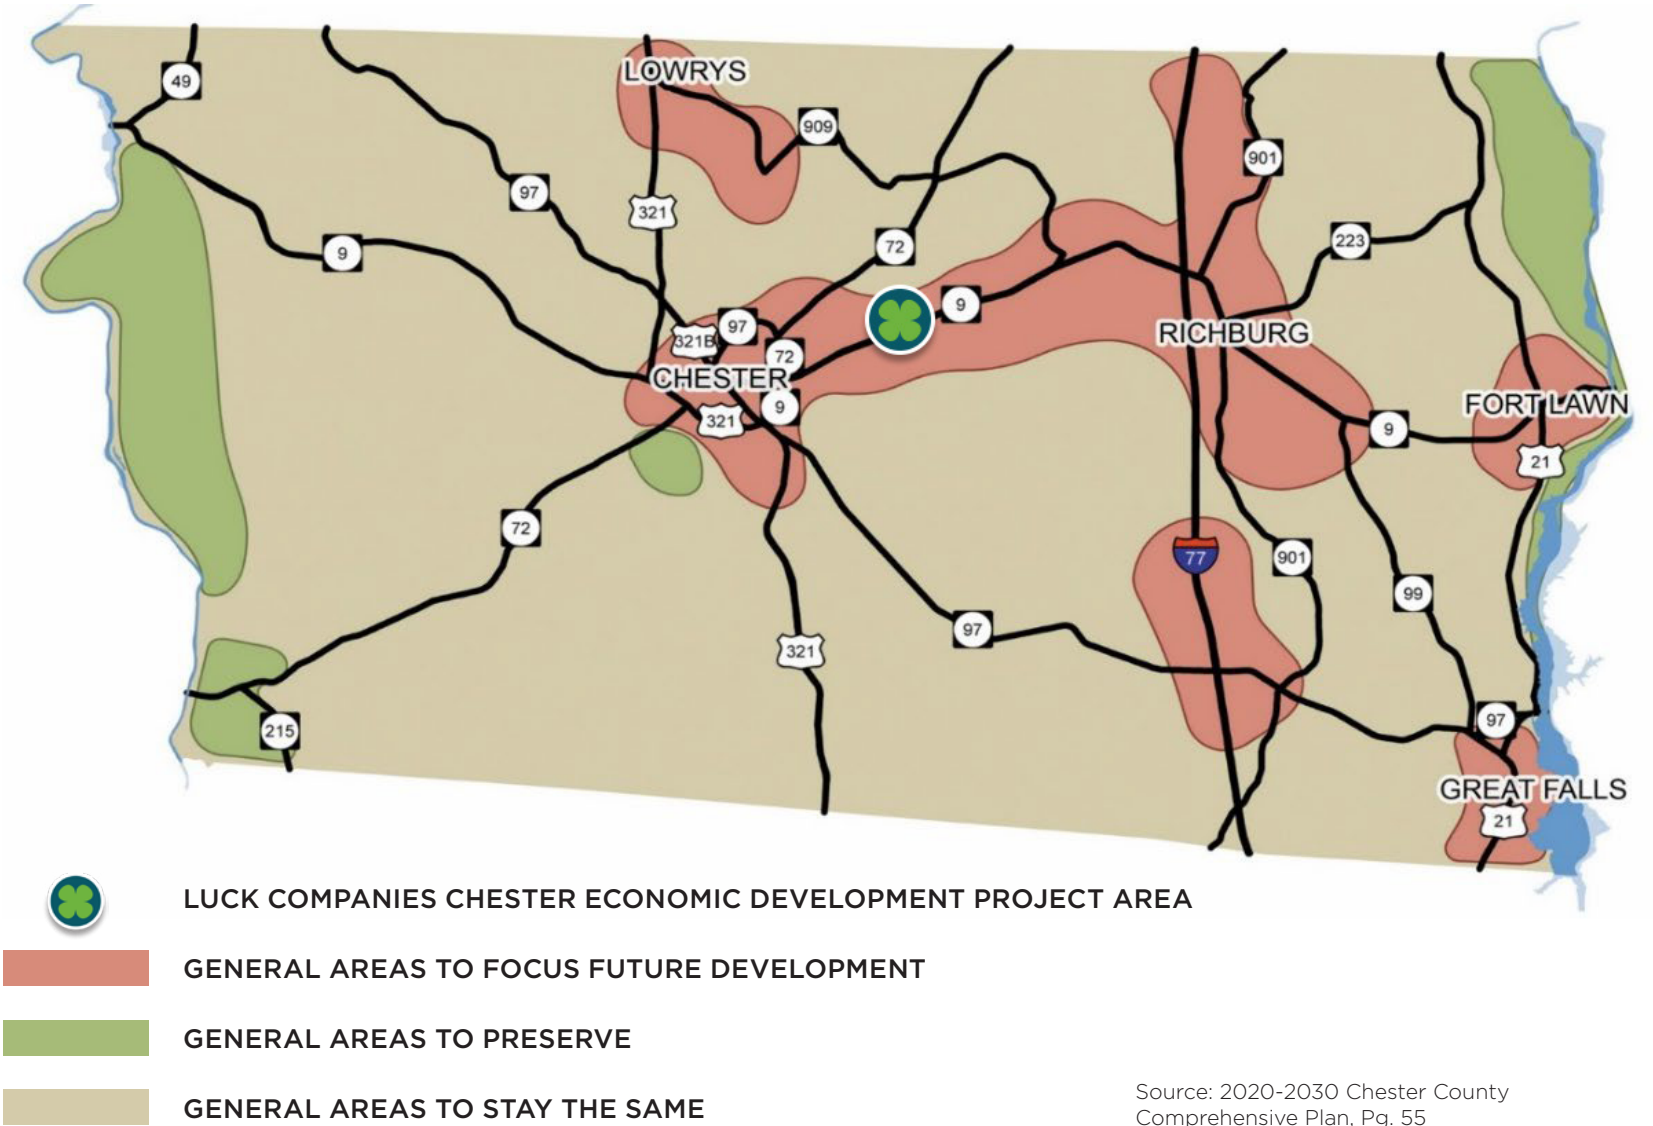 49
LOWRYS
909
901
97
321
223
72
9
9
97
321B
72
RICHBURG
CHESTER
9
321
FORT LAWN
9
21
72
77
901
99
97
321
97
215
GREAT FALLS
21
LUCK COMPANIES CHESTER ECONOMIC DEVELOPMENT PROJECT AREA
GENERAL AREAS TO FOCUS FUTURE DEVELOPMENT
GENERAL AREAS TO PRESERVE
GENERAL AREAS TO STAY THE SAME
Source: 2020-2030 Chester County
Comprehensive Plan, Pg. 55